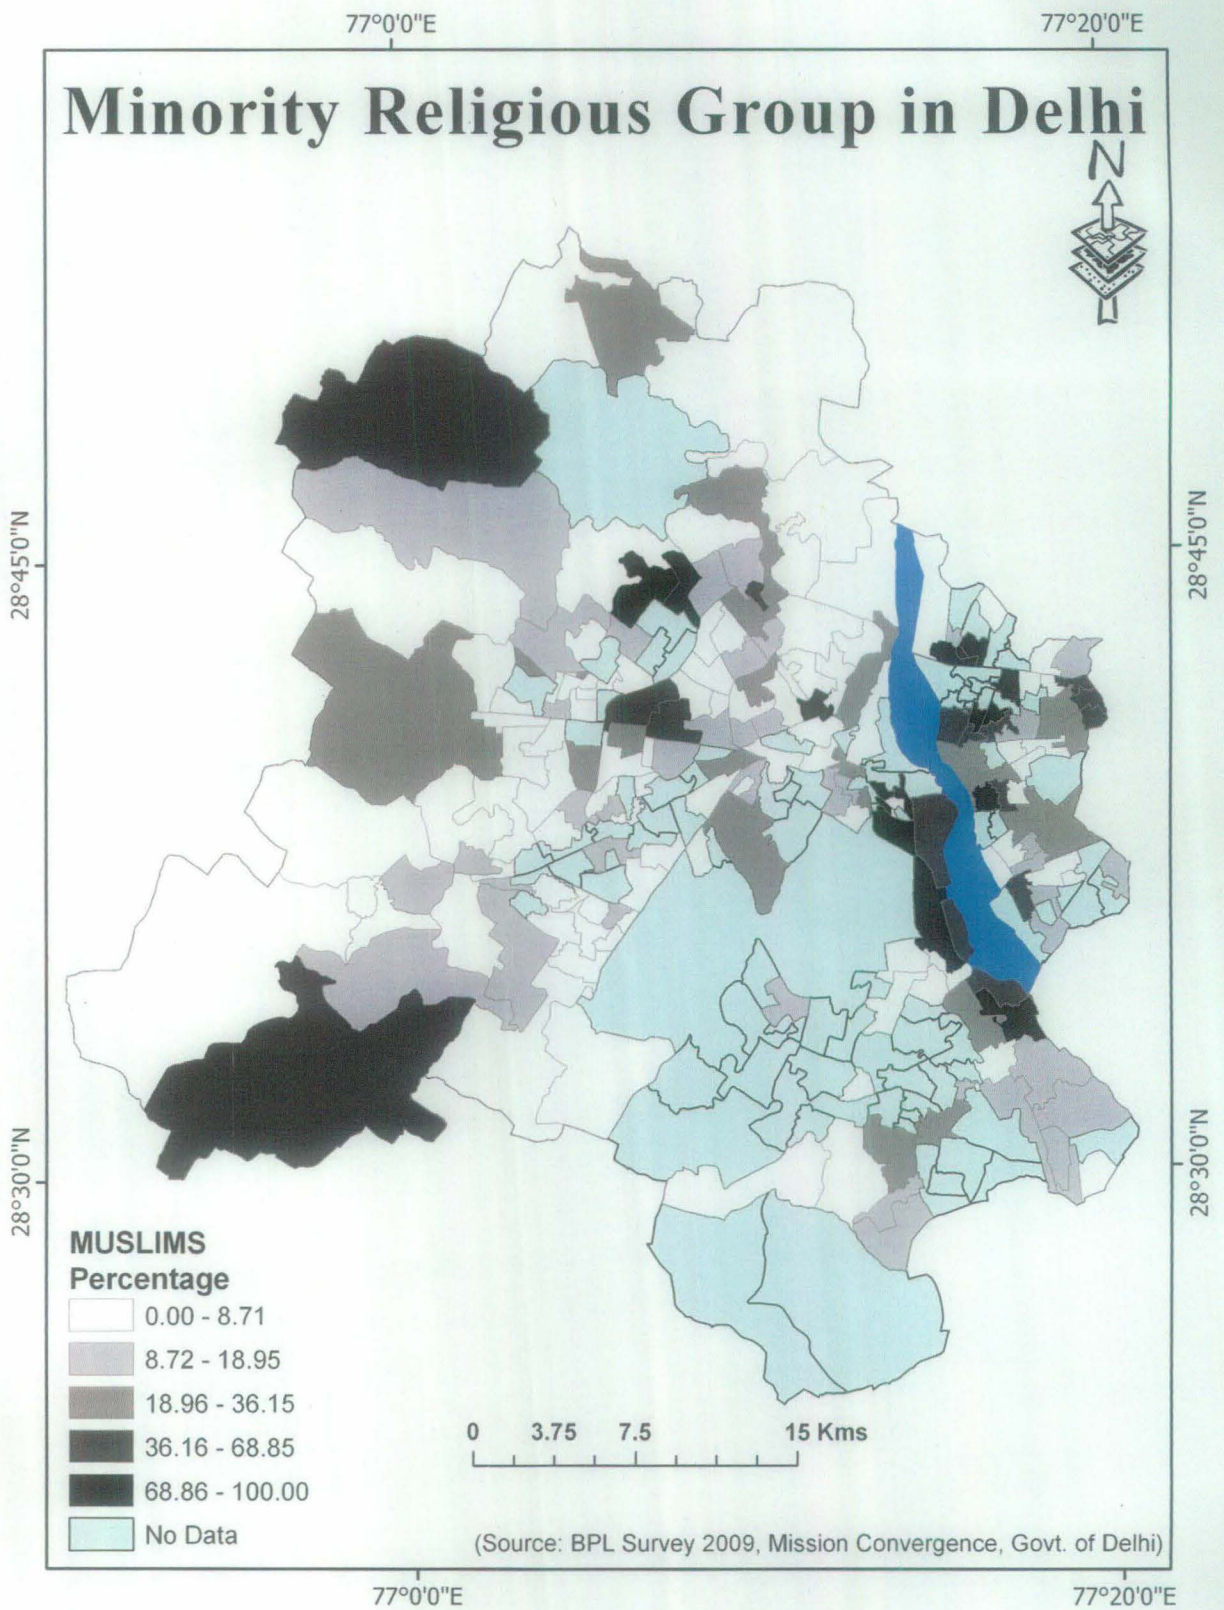 77°0'0"E 77°20'0"E
Minority Religious Group in Delhi
N
28°45'0"N 28°45'0"N
28°30'0"N 28°30'0"N
MUSLIMS
Percentage
0.00 - 8.71
8.72 - 18.95
18.96 - 36.15
36.16 - 68.85
68.86 - 100.00
No Data
0 3.75 7.5 15 Kms
(Source: BPL Survey 2009, Mission Convergence, Govt. of Delhi)
77°0'0"E 77°20'0"E